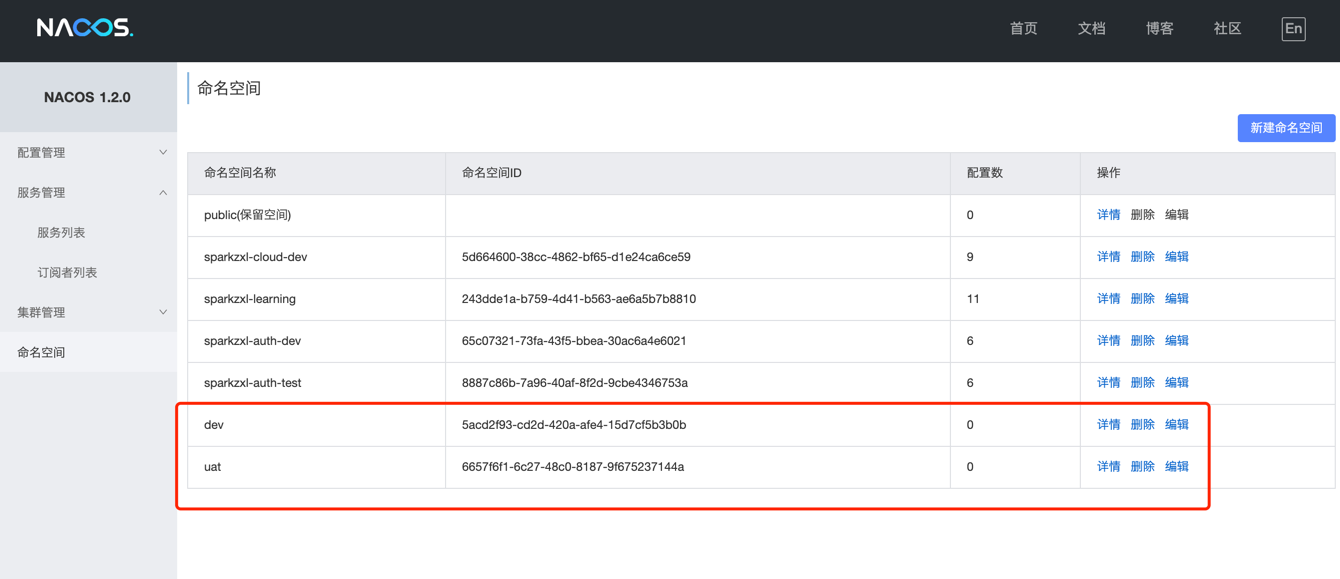 NACOS.
首页 文档 博客 社区 En
NACOS 1.2.0
配置管理
服务管理
服务列表
订阅者列表
集群管理
命名空间
命名空间
新建命名空间
命名空间名称 命名空间ID 配置数 操作
public(保留空间) 0 详情 删除 编辑
sparkzxl-cloud-dev 5d664600-38cc-4862-bf65-d1e24ca6ce59 9 详情 删除 编辑
sparkzxl-learning 243dde1a-b759-4d41-b563-ae6a5b7b8810 11 详情 删除 编辑
sparkzxl-auth-dev 65c07321-73fa-43f5-bbea-30ac6a4e6021 6 详情 删除 编辑
sparkzxl-auth-test 8887c86b-7a96-40af-8f2d-9cbe4346753a 6 详情 删除 编辑
dev 5acd2f93-cd2d-420a-afe4-15d7cf5b3b0b 0 详情 删除 编辑
uat 6657f6f1-6c27-48c0-8187-9f675237144a 0 详情 删除 编辑